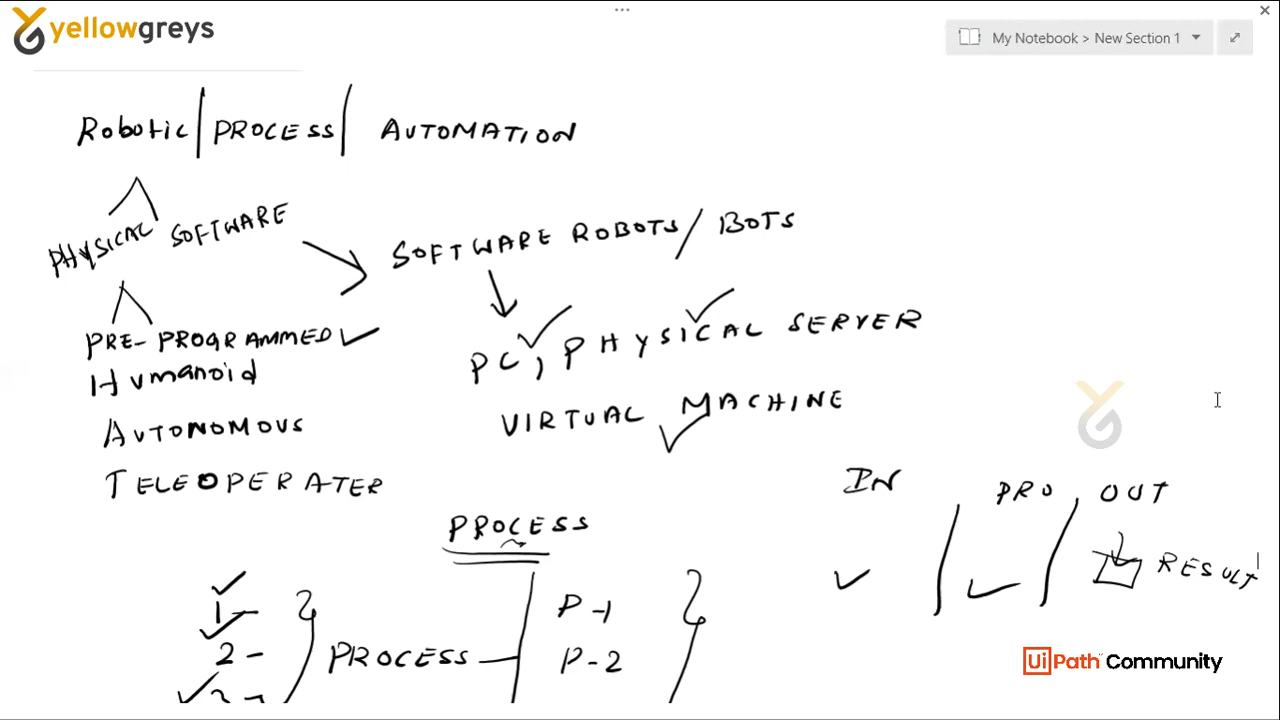 yellowgreys
My Notebook > New Section 1
Robotic | PROCESS | AUTOMATION
PHYSICAL SOFTWARE
SOFTWARE ROBOTS / BOTS
PRE-PROGRAMMED
PC, PHYSICAL SERVER
Humanoid
VIRTUAL MACHINE
AUTONOMOUS
TELEOPERATER
IN PRO OUT
PROCESS
RESULT
1- P-1
2- PROCESS P-2
UiPath Community